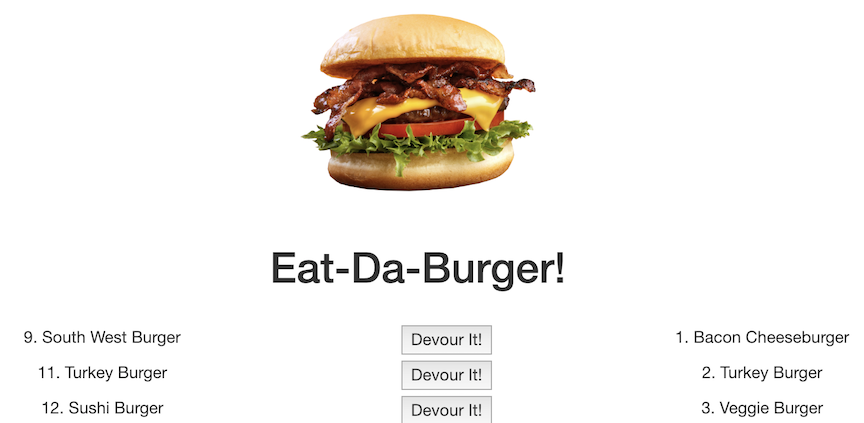 Eat-Da-Burger!
9. South West Burger Devour It! 1. Bacon Cheeseburger
11. Turkey Burger Devour It! 2. Turkey Burger
12. Sushi Burger Devour It! 3. Veggie Burger